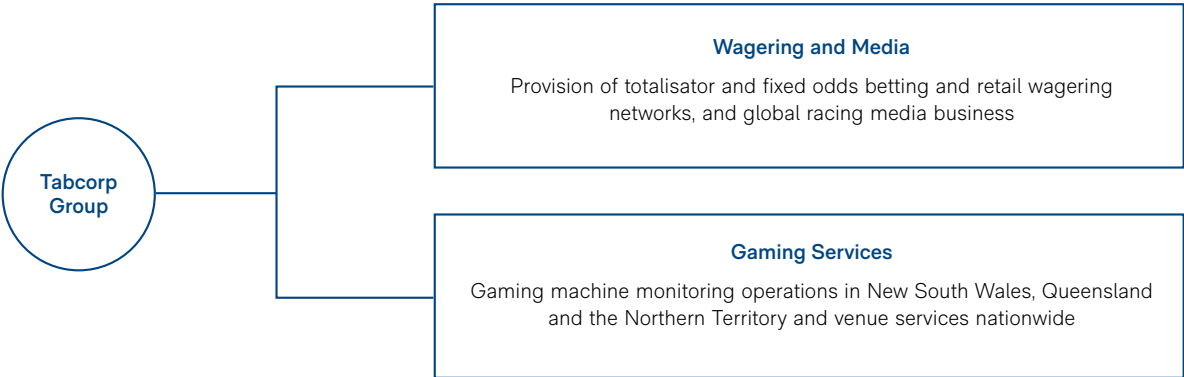 Tabcorp
Group
Wagering and Media
Provision of totalisator and fixed odds betting and retail wagering
networks, and global racing media business
Gaming Services
Gaming machine monitoring operations in New South Wales, Queensland
and the Northern Territory and venue services nationwide